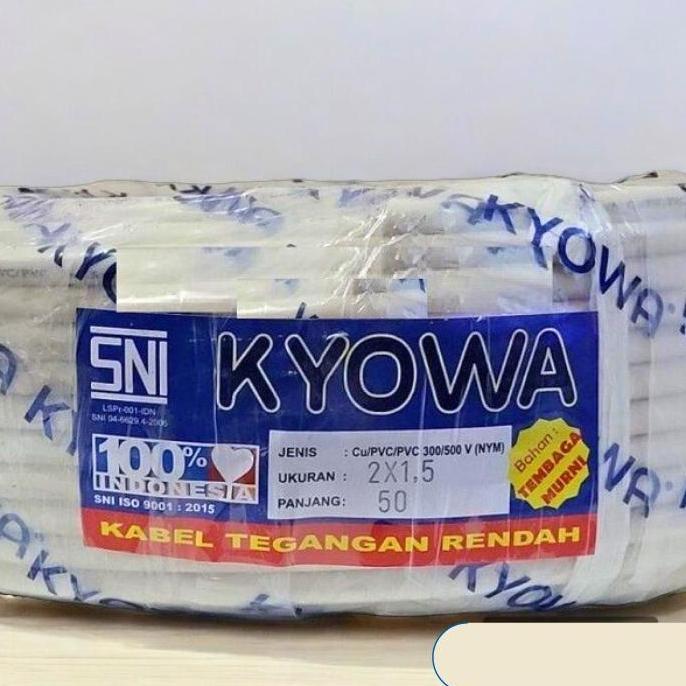 KYOWA
SNI
KYOWA
LSPr-001-IDN
SNI 04-6629.4-2006
100%
INDONESIA
SNI ISO 9001 : 2015
JENIS : Cu/PVC/PVC 300/500 V (NYM)
UKURAN : 2X1,5
PANJANG : 50
Bahan :
TEMBAGA
MURNI
KABEL TEGANGAN RENDAH
KYOWA